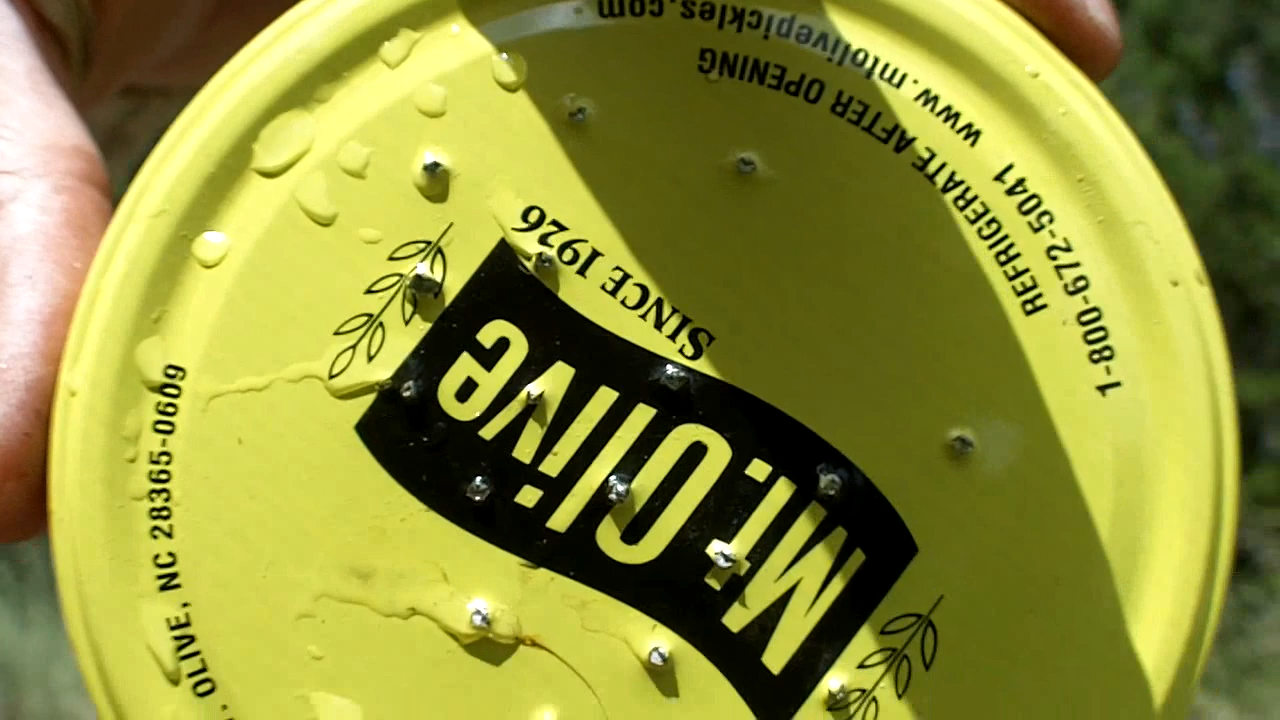 Mt. Olive
SINCE 1926
REFRIGERATE AFTER OPENING
1-800-672-5041 www.mtolivepickles.com
. OLIVE, NC 28365-0609